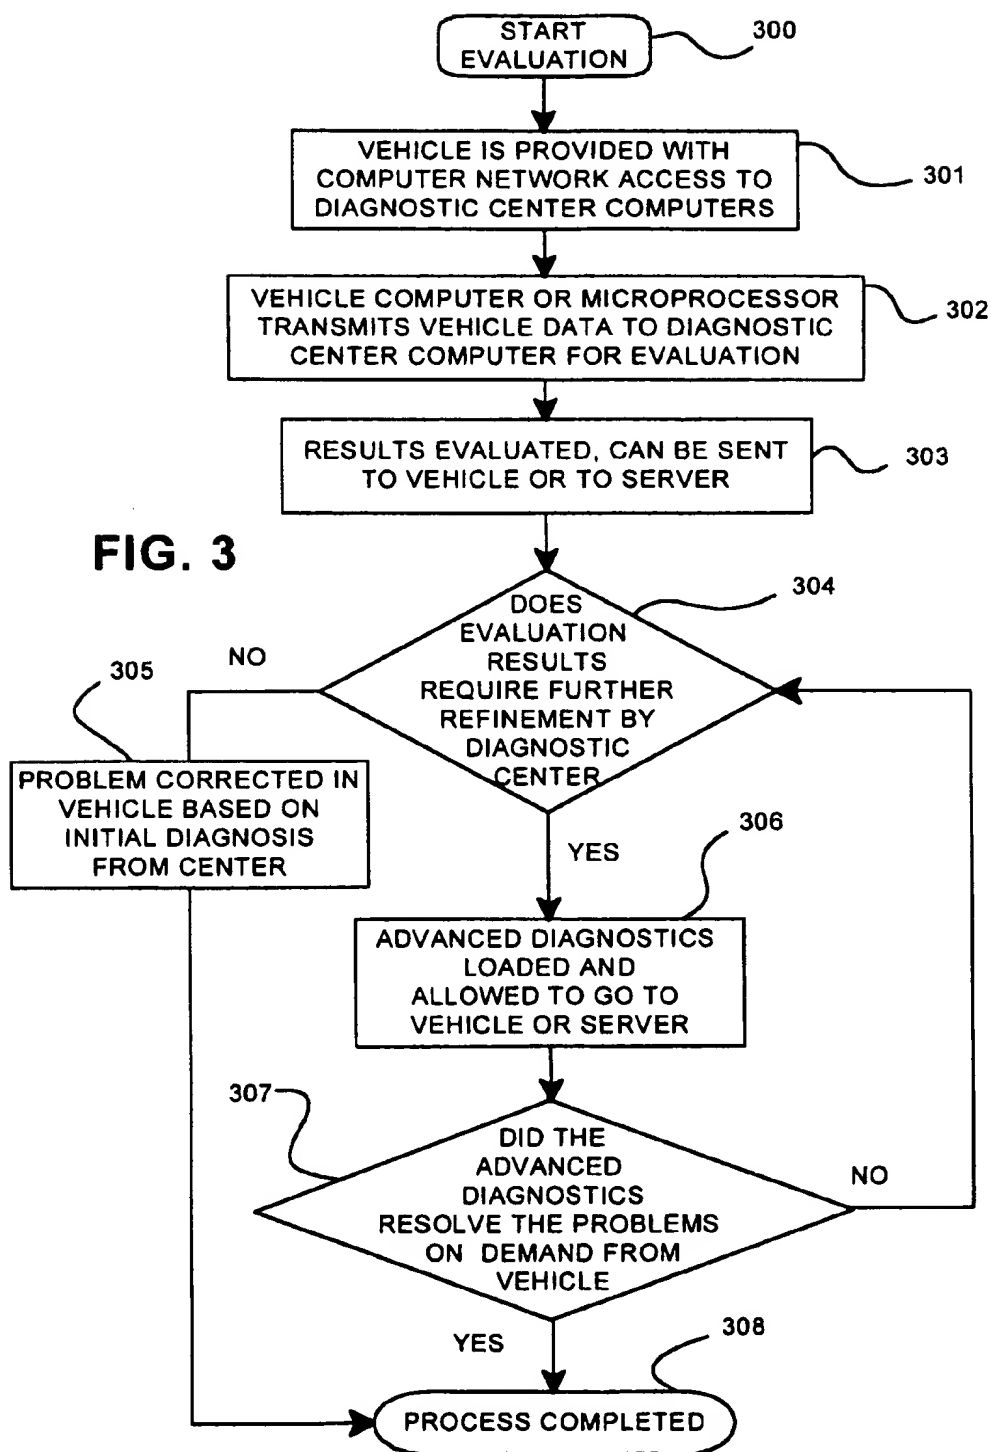 START
EVALUATION
300
VEHICLE IS PROVIDED WITH
COMPUTER NETWORK ACCESS TO
DIAGNOSTIC CENTER COMPUTERS
301
VEHICLE COMPUTER OR MICROPROCESSOR
TRANSMITS VEHICLE DATA TO DIAGNOSTIC
CENTER COMPUTER FOR EVALUATION
302
RESULTS EVALUATED, CAN BE SENT
TO VEHICLE OR TO SERVER
303
FIG. 3
DOES
EVALUATION
RESULTS
REQUIRE FURTHER
REFINEMENT BY
DIAGNOSTIC
CENTER
304
NO
305
PROBLEM CORRECTED IN
VEHICLE BASED ON
INITIAL DIAGNOSIS
FROM CENTER
YES
306
ADVANCED DIAGNOSTICS
LOADED AND
ALLOWED TO GO TO
VEHICLE OR SERVER
307
DID THE
ADVANCED
DIAGNOSTICS
RESOLVE THE PROBLEMS
ON DEMAND FROM
VEHICLE
NO
YES
308
PROCESS COMPLETED